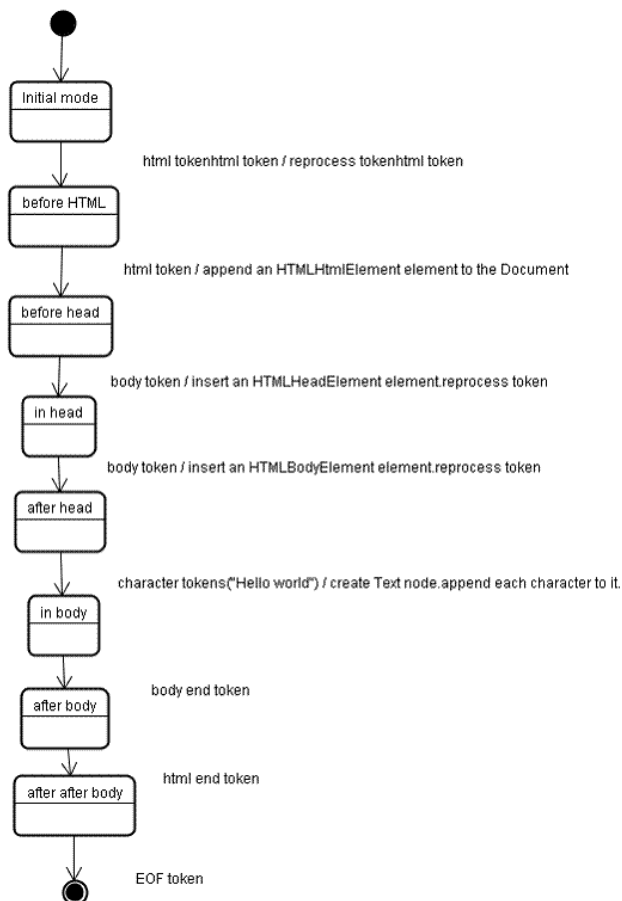 Initial mode
html tokenhtml token / reprocess tokenhtml token
before HTML
html token / append an HTMLHtmlElement element to the Document
before head
body token / insert an HTMLHeadElement element.reprocess token
in head
body token / insert an HTMLBodyElement element.reprocess token
after head
character tokens("Hello world") / create Text node.append each character to it.
in body
body end token
after body
html end token
after after body
EOF token